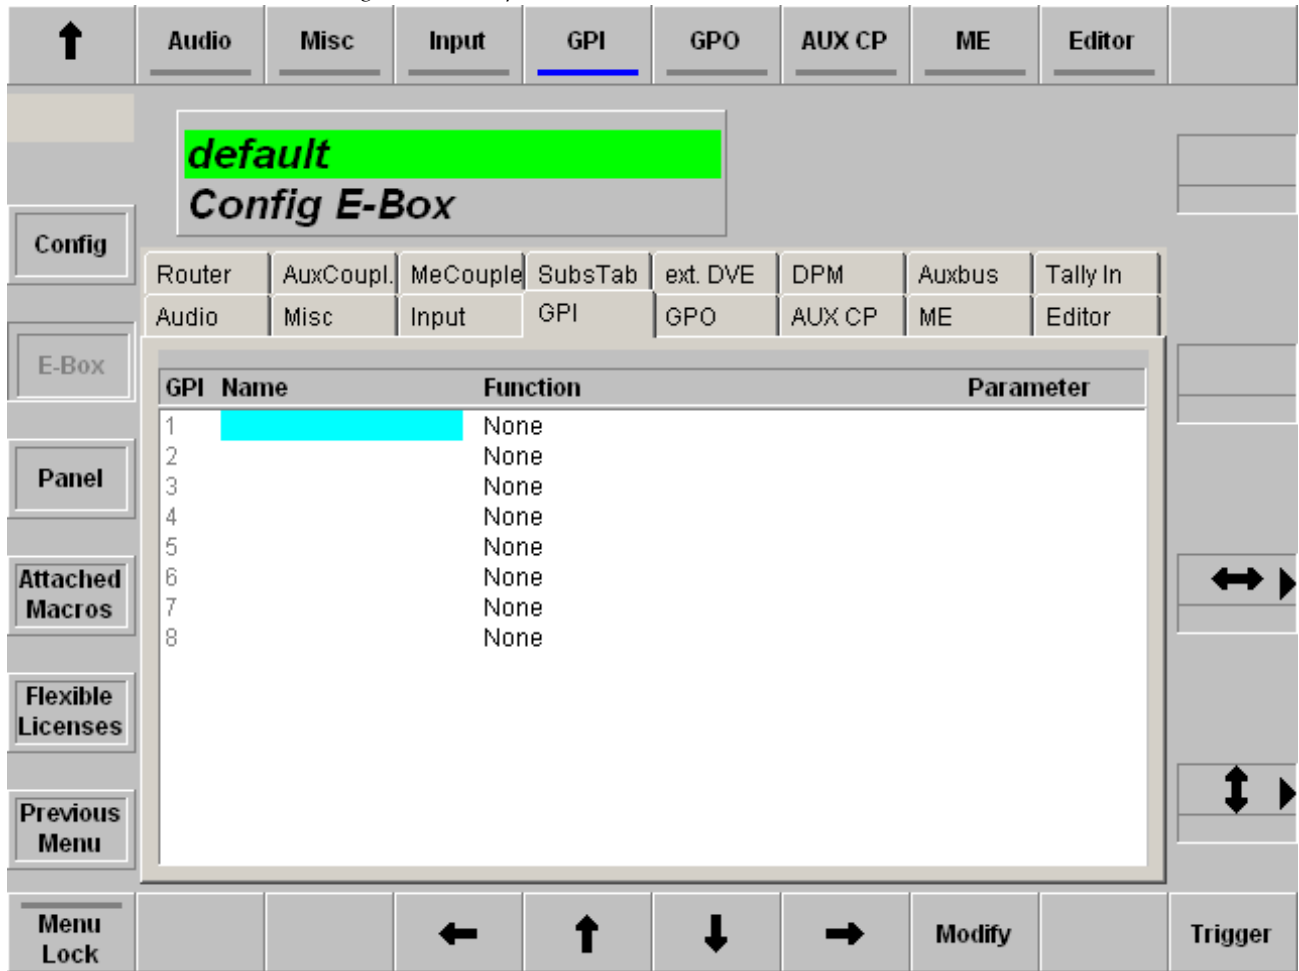 Audio Misc Input GPI GPO AUX CP ME Editor
default
Config E-Box
Config
Router AuxCoupl. MeCouple SubsTab ext. DVE DPM Auxbus Tally In
Audio Misc Input GPI GPO AUX CP ME Editor
E-Box
GPI Name Function Parameter
1 None
2 None
3 None
4 None
5 None
6 None
7 None
8 None
Panel
Attached
Macros
Flexible
Licenses
Previous
Menu
Menu
Lock
Modify
Trigger